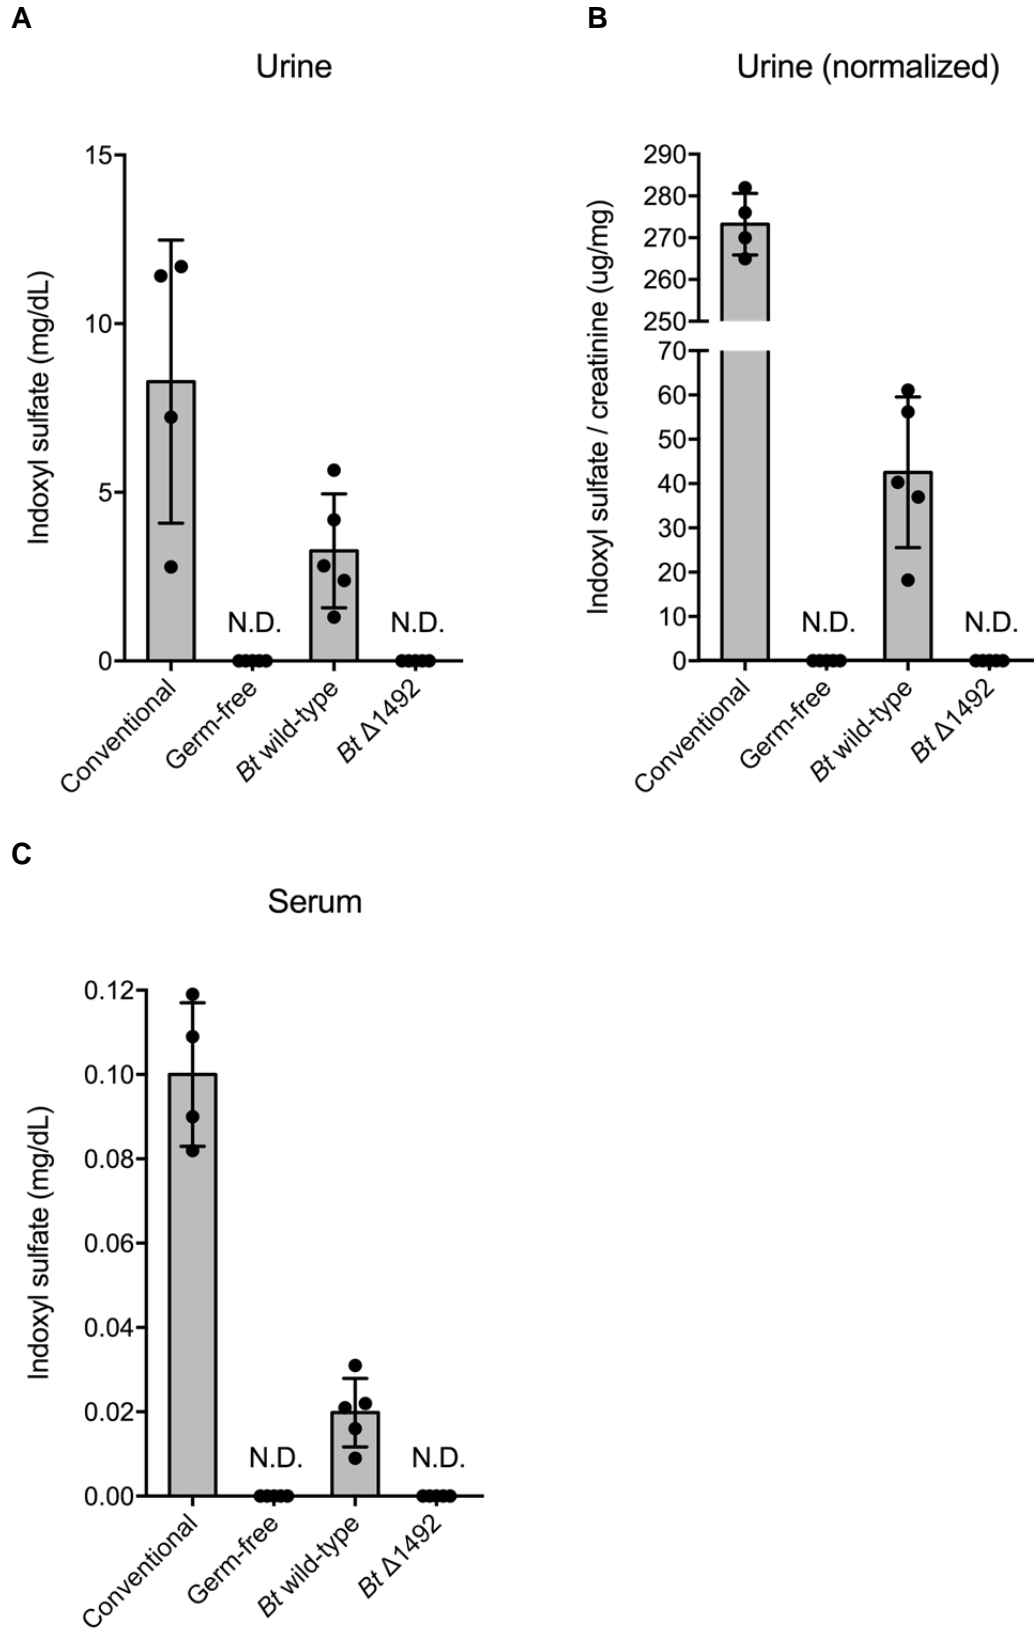 A
Urine
Indoxyl sulfate (mg/dL)
15
10
5
0
N.D.
N.D.
Conventional
Germ-free
Bt wild-type
Bt Δ1492
B
Urine (normalized)
Indoxyl sulfate / creatinine (ug/mg)
290
280
270
260
250
70
60
50
40
30
20
10
0
N.D.
N.D.
Conventional
Germ-free
Bt wild-type
Bt Δ1492
C
Serum
Indoxyl sulfate (mg/dL)
0.12
0.10
0.08
0.06
0.04
0.02
0.00
N.D.
N.D.
Conventional
Germ-free
Bt wild-type
Bt Δ1492